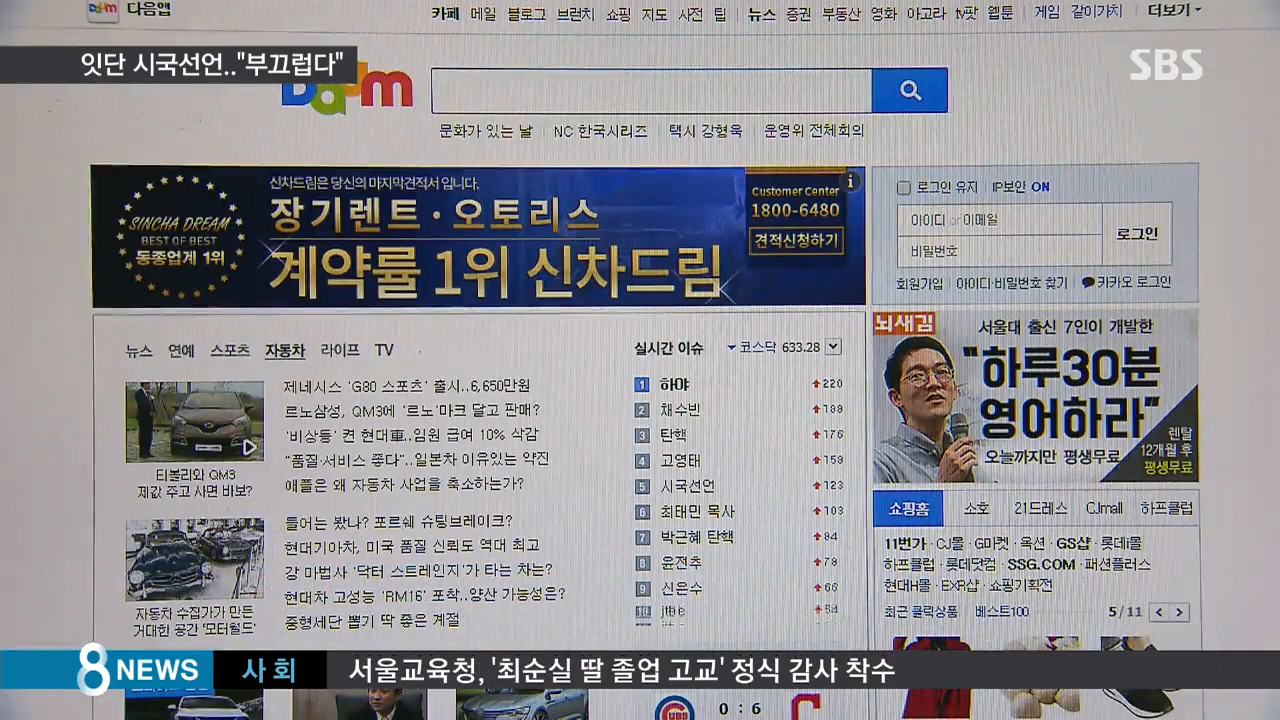 다음앱
카페 메일 블로그 브런치 쇼핑 지도 사전 팁 | 뉴스 증권 부동산 영화 아고라 tv팟 웹툰 | 게임 같이가치 | 더보기
잇단 시국선언.."부끄럽다"
SBS
Daum
문화가 있는 날 NC 한국시리즈 택시 강형욱 운영위 전체회의
SINCHA DREAM
BEST OF BEST
동종업계 1위
신차드림은 당신의 마지막견적서 입니다.
장기렌트·오토리스
계약률 1위 신차드림
Customer Center
1800-6480
견적신청하기
로그인 유지 IP보안 ON
아이디 or 이메일
비밀번호
로그인
회원가입 아이디·비밀번호 찾기 카카오 로그인
뉴스 연예 스포츠 자동차 라이프 TV
티볼리와 QM3
제값 주고 사면 바보?
자동차 수집가가 만든
거대한 공간 '모터월드'
제네시스 'G80 스포츠' 출시..6,650만원
르노삼성, QM3에 '르노'마크 달고 판매?
'비상등' 켠 현대車..임원 급여 10% 삭감
"품질·서비스 좋다"..일본차 이유있는 약진
애플은 왜 자동차 사업을 축소하는가?
들어는 봤나? 포르쉐 슈팅브레이크?
현대기아차, 미국 품질 신뢰도 역대 최고
강 마법사 '닥터 스트레인지'가 타는 차는?
현대차 고성능 'RM16' 포착..양산 가능성은?
중형세단 뽑기 딱 좋은 계절
실시간 이슈 코스닥 633.28
1 하야 220
2 채수빈 188
3 탄핵 176
4 고영태 159
5 시국선언 123
6 최태민 목사 103
7 박근혜 탄핵 84
8 윤전추 78
9 신은수 66
10 jtbc
뇌새김
서울대 출신 7인이 개발한
"하루30분
영어하라"
오늘까지만 평생무료
렌탈
12개월 후
평생무료
쇼핑홈 소호 21드레스 CJmall 하프클럽
11번가·CJ몰·G마켓·옥션·GS샵·롯데몰
하프클럽·롯데닷컴·SSG.COM·패션플러스
현대H몰·EXR샵·쇼핑기획전
최근 클릭상품 베스트100 5/11
8 NEWS 사회 서울교육청, '최순실 딸 졸업 고교' 정식 감사 착수
CUBS
0 : 6